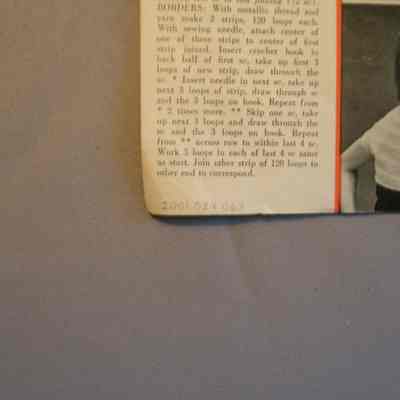 BORDERS: With metallic thread and
yarn make 2 strips, 120 loops each.
With sewing needle, attach center of
one of these strips to center of first
strip joined. Insert crochet hook in
back half of first sc, take up first 3
loops of new strip, draw through the
sc. * Insert needle in next sc, take up
next 3 loops of strip, draw through sc
and the 3 loops on hook. Repeat from
* 2 times more. ** Skip one sc, take
up next 3 loops and draw through the
sc and the 3 loops on hook. Repeat
from ** across row to within last 4 sc.
Work 3 loops in each of last 4 sc same
as start. Join other strip of 120 loops to
other end to correspond.
2001.024.063